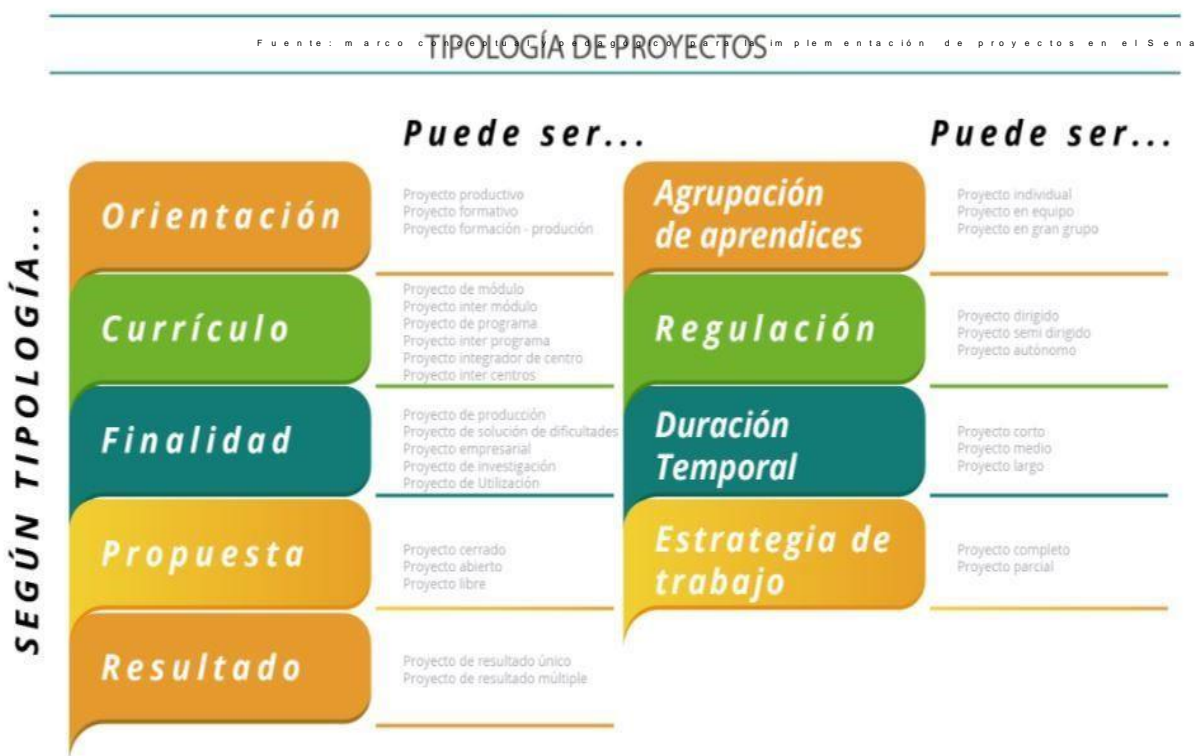 TIPOLOGÍA DE PROYECTOS
Fuente: marco conceptual y pedagógico para la implementación de proyectos en el Sena
SEGÚN TIPOLOGÍA...
Puede ser...
Orientación
Proyecto productivo
Proyecto formativo
Proyecto formación - produción
Currículo
Proyecto de módulo
Proyecto inter módulo
Proyecto de programa
Proyecto inter programa
Proyecto integrador de centro
Proyecto inter centros
Finalidad
Proyecto de producción
Proyecto de solución de dificultades
Proyecto empresarial
Proyecto de investigación
Proyecto de Utilización
Propuesta
Proyecto cerrado
Proyecto abierto
Proyecto libre
Resultado
Proyecto de resultado único
Proyecto de resultado múltiple
Puede ser...
Agrupación
de aprendices
Proyecto individual
Proyecto en equipo
Proyecto en gran grupo
Regulación
Proyecto dirigido
Proyecto semi dirigido
Proyecto autónomo
Duración
Temporal
Proyecto corto
Proyecto medio
Proyecto largo
Estrategia de
trabajo
Proyecto completo
Proyecto parcial